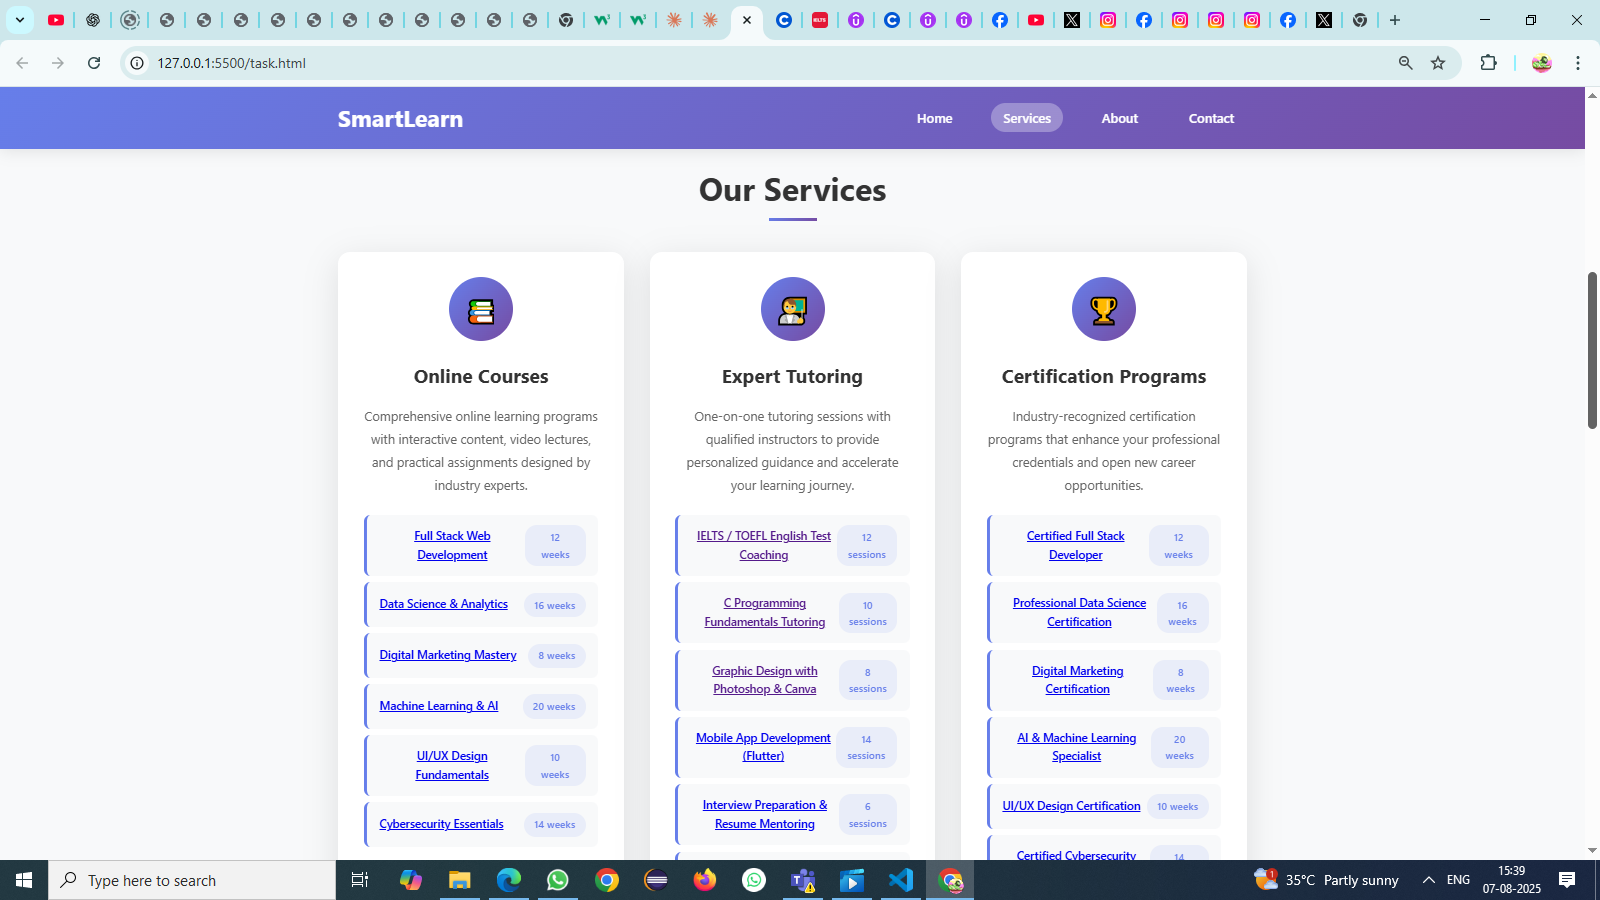 127.0.0.1:5500/task.html
SmartLearn
Home Services About Contact
Our Services
Online Courses
Comprehensive online learning programs
with interactive content, video lectures,
and practical assignments designed by
industry experts.
Full Stack Web
Development
12
weeks
Data Science & Analytics 16 weeks
Digital Marketing Mastery 8 weeks
Machine Learning & AI 20 weeks
UI/UX Design
Fundamentals
10
weeks
Cybersecurity Essentials 14 weeks
Expert Tutoring
One-on-one tutoring sessions with
qualified instructors to provide
personalized guidance and accelerate
your learning journey.
IELTS / TOEFL English Test
Coaching
12
sessions
C Programming
Fundamentals Tutoring
10
sessions
Graphic Design with
Photoshop & Canva
8
sessions
Mobile App Development
(Flutter)
14
sessions
Interview Preparation &
Resume Mentoring
6
sessions
Certification Programs
Industry-recognized certification
programs that enhance your professional
credentials and open new career
opportunities.
Certified Full Stack
Developer
12
weeks
Professional Data Science
Certification
16
weeks
Digital Marketing
Certification
8
weeks
AI & Machine Learning
Specialist
20
weeks
UI/UX Design Certification 10 weeks
Certified Cybersecurity
14
Type here to search
1
35°C Partly sunny
ENG
15:39
07-08-2025